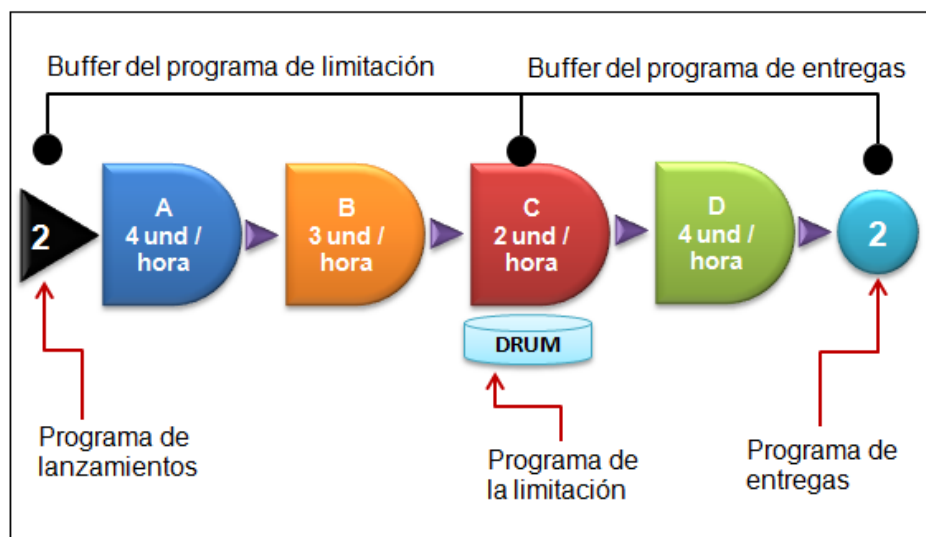 Buffer del programa de limitación
Buffer del programa de entregas
2
A
4 und /
hora
B
3 und /
hora
C
2 und /
hora
D
4 und /
hora
2
DRUM
Programa de
lanzamientos
Programa de
la limitación
Programa de
entregas